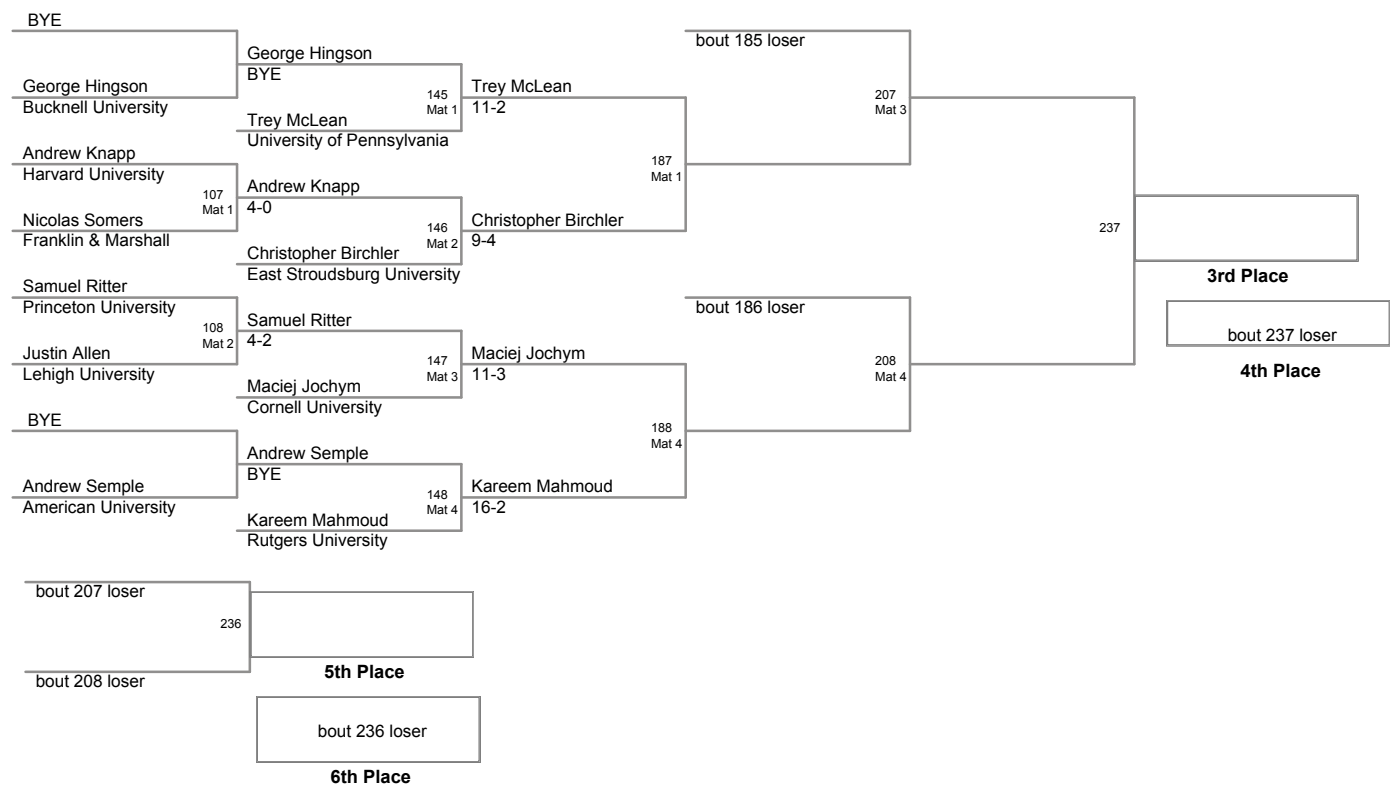 BYE
George Hingson
Bucknell University
Andrew Knapp
Harvard University
Nicolas Somers
Franklin & Marshall
Samuel Ritter
Princeton University
Justin Allen
Lehigh University
BYE
Andrew Semple
American University
107
Mat 1
108
Mat 2
George Hingson
BYE
Trey McLean
University of Pennsylvania
Andrew Knapp
4-0
Christopher Birchler
East Stroudsburg University
Samuel Ritter
4-2
Maciej Jochym
Cornell University
Andrew Semple
BYE
Kareem Mahmoud
Rutgers University
145
Mat 1
146
Mat 2
147
Mat 3
148
Mat 4
Trey McLean
11-2
Christopher Birchler
9-4
Maciej Jochym
11-3
Kareem Mahmoud
16-2
187
Mat 1
188
Mat 4
bout 185 loser
bout 186 loser
207
Mat 3
208
Mat 4
237
3rd Place
bout 237 loser
4th Place
bout 207 loser
236
bout 208 loser
5th Place
bout 236 loser
6th Place